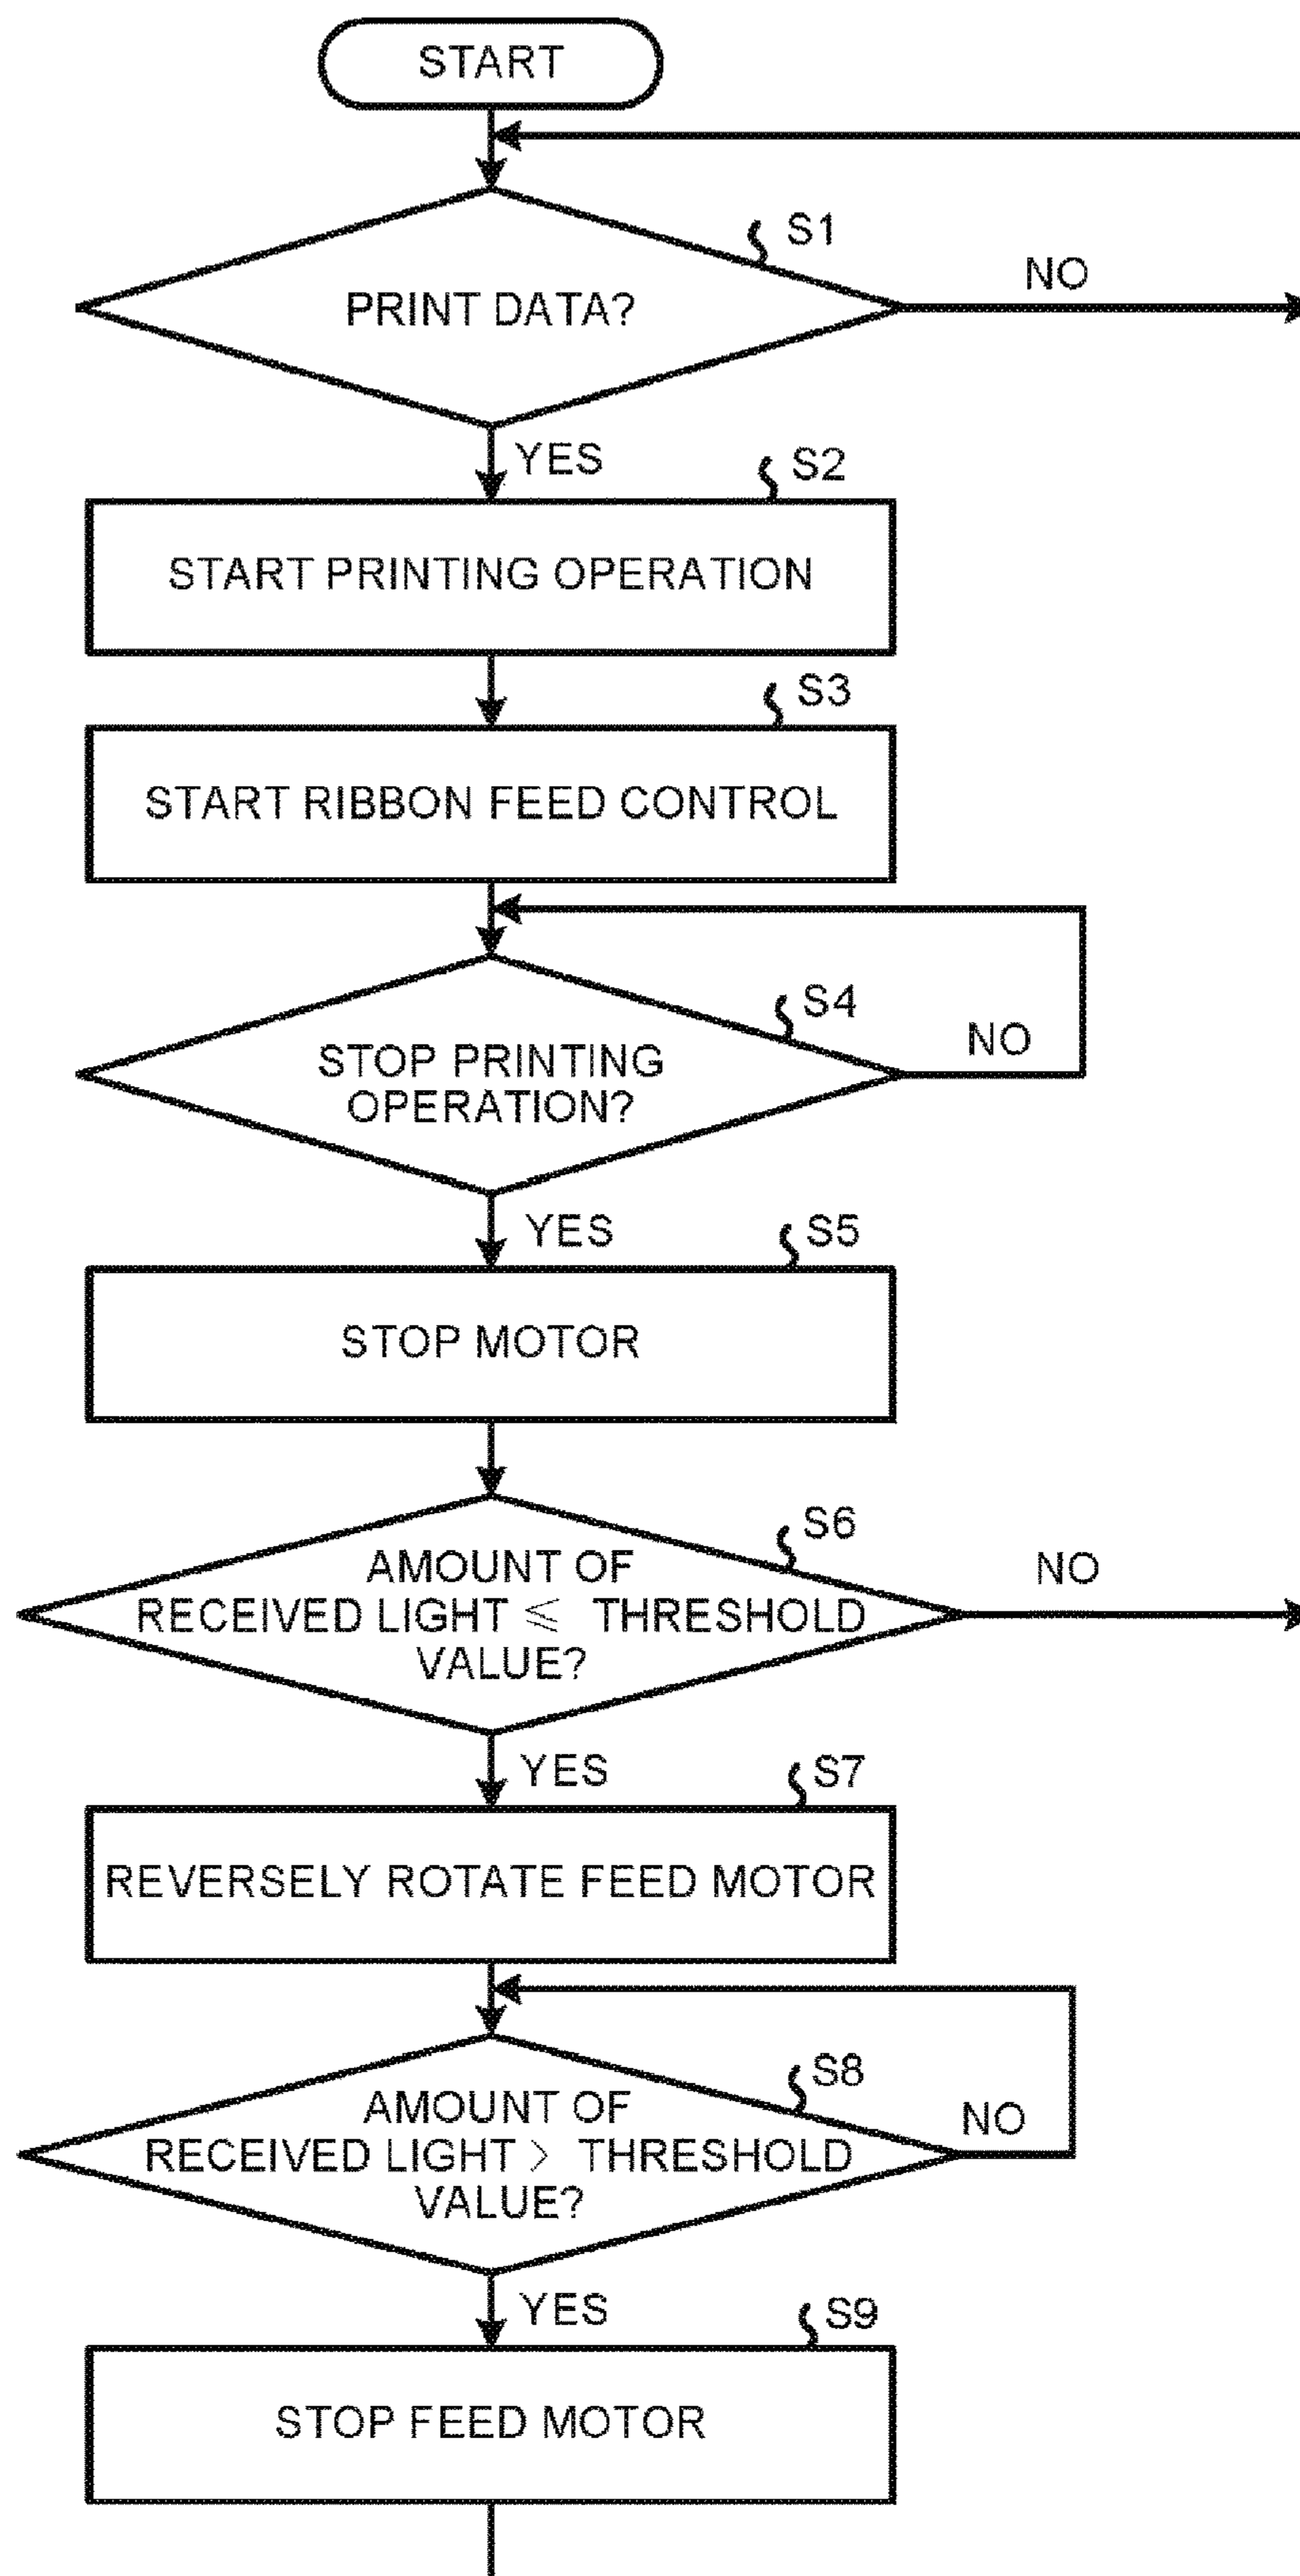 START
S1
NO
PRINT DATA?
YES
S2
START PRINTING OPERATION
S3
START RIBBON FEED CONTROL
S4
NO
STOP PRINTING
OPERATION?
YES
S5
STOP MOTOR
S6
NO
AMOUNT OF
RECEIVED LIGHT ≤ THRESHOLD
VALUE?
YES
S7
REVERSELY ROTATE FEED MOTOR
S8
NO
AMOUNT OF
RECEIVED LIGHT > THRESHOLD
VALUE?
YES
S9
STOP FEED MOTOR